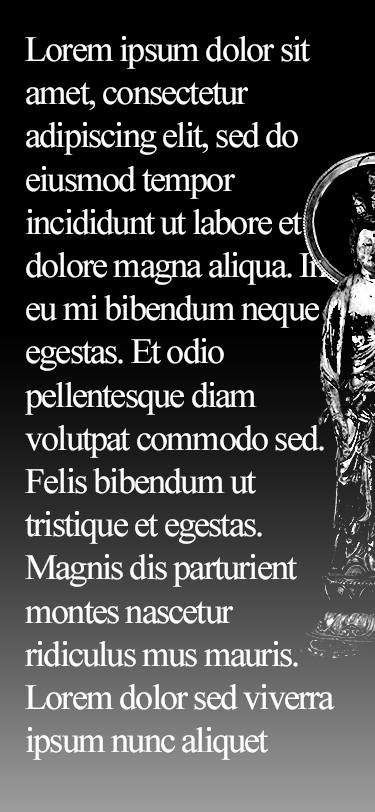 Lorem ipsum dolor sit
amet, consectetur
adipiscing elit, sed do
eiusmod tempor
incididunt ut labore et
dolore magna aliqua. In
eu mi bibendum neque
egestas. Et odio
pellentesque diam
volutpat commodo sed.
Felis bibendum ut
tristique et egestas.
Magnis dis parturient
montes nascetur
ridiculus mus mauris.
Lorem dolor sed viverra
ipsum nunc aliquet